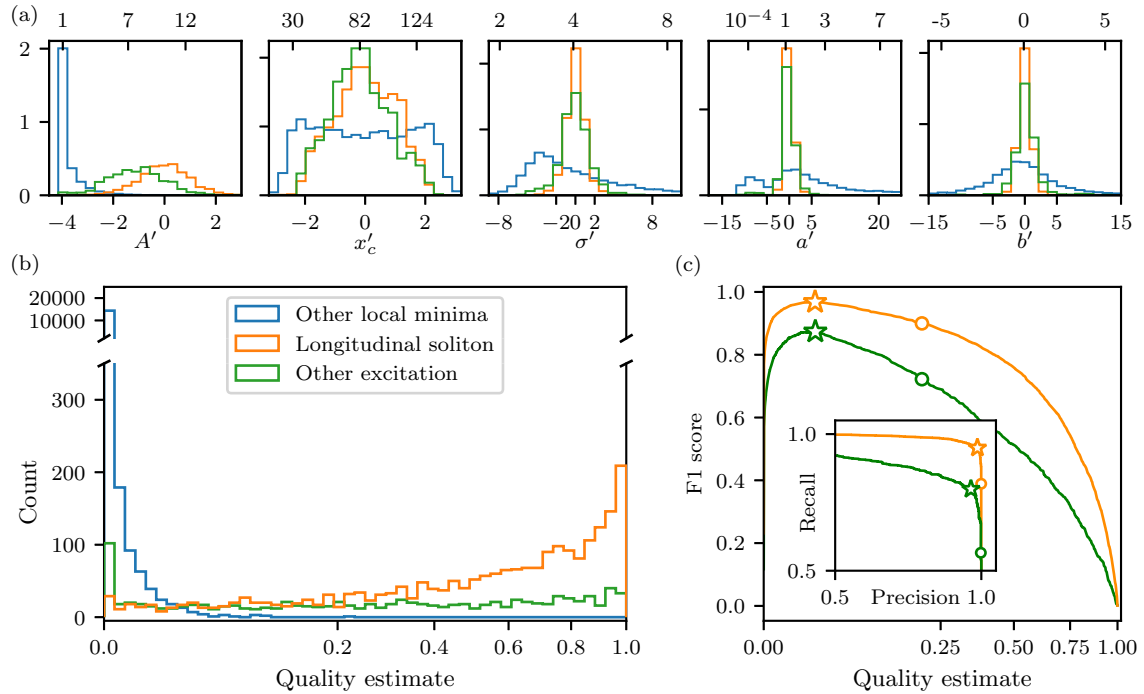 (a)
1 7 12
30 82 124
2 4 8
10⁻⁴ 1 3 7
-5 0 5
2
1
0
−4 −2 0 2
−2 0 2
−8 −2 0 2 8
−15 −5 0 5 20
−15 −5 0 5 15
A′
x′c
σ′
a′
b′
(b)
20000
10000
300
200
100
0
Count
Other local minima
Longitudinal soliton
Other excitation
0.0 0.2 0.4 0.6 0.8 1.0
Quality estimate
(c)
1.0
0.8
0.6
0.4
0.2
0.0
F1 score
1.0
0.5
Recall
0.5 Precision 1.0
0.00 0.25 0.50 0.75 1.00
Quality estimate